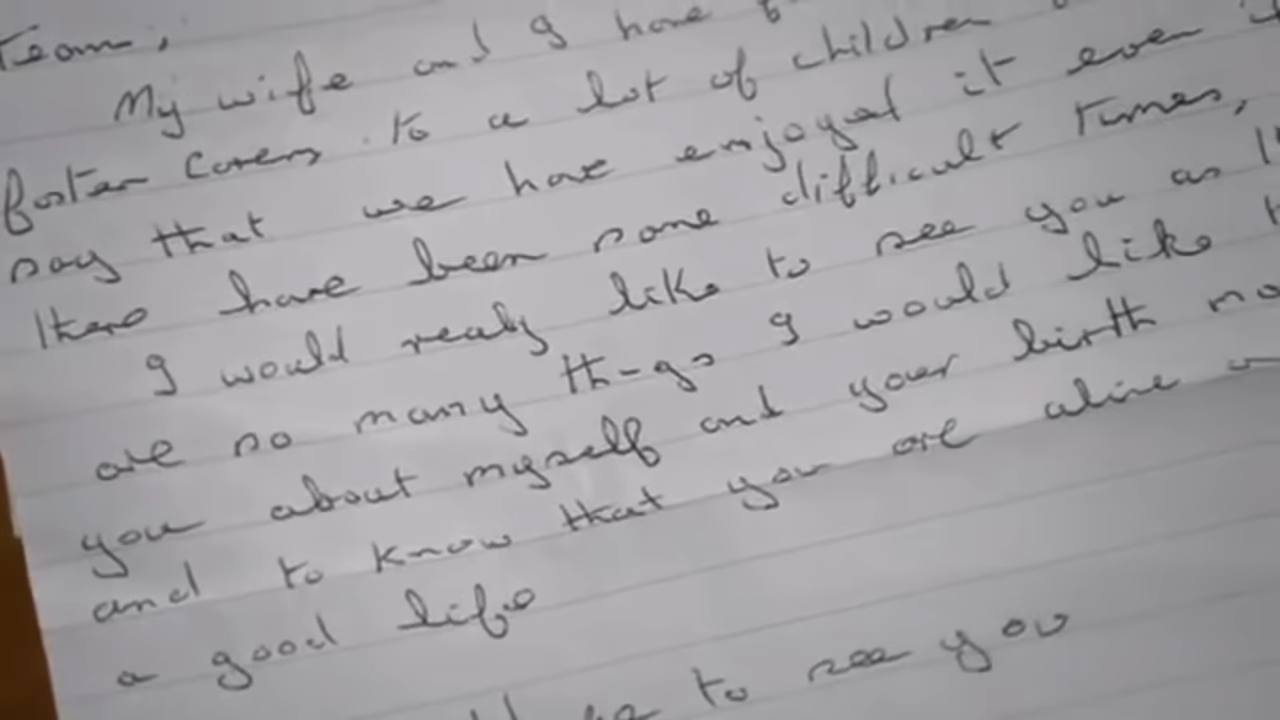 Team,
My wife and I have
foster carers to a lot of children
say that we have enjoyed it even
there have been some difficult times,
I would realy like to see you as
are so many things I would like
you about myself and your birth
and to know that you are alive
a good life
to see you